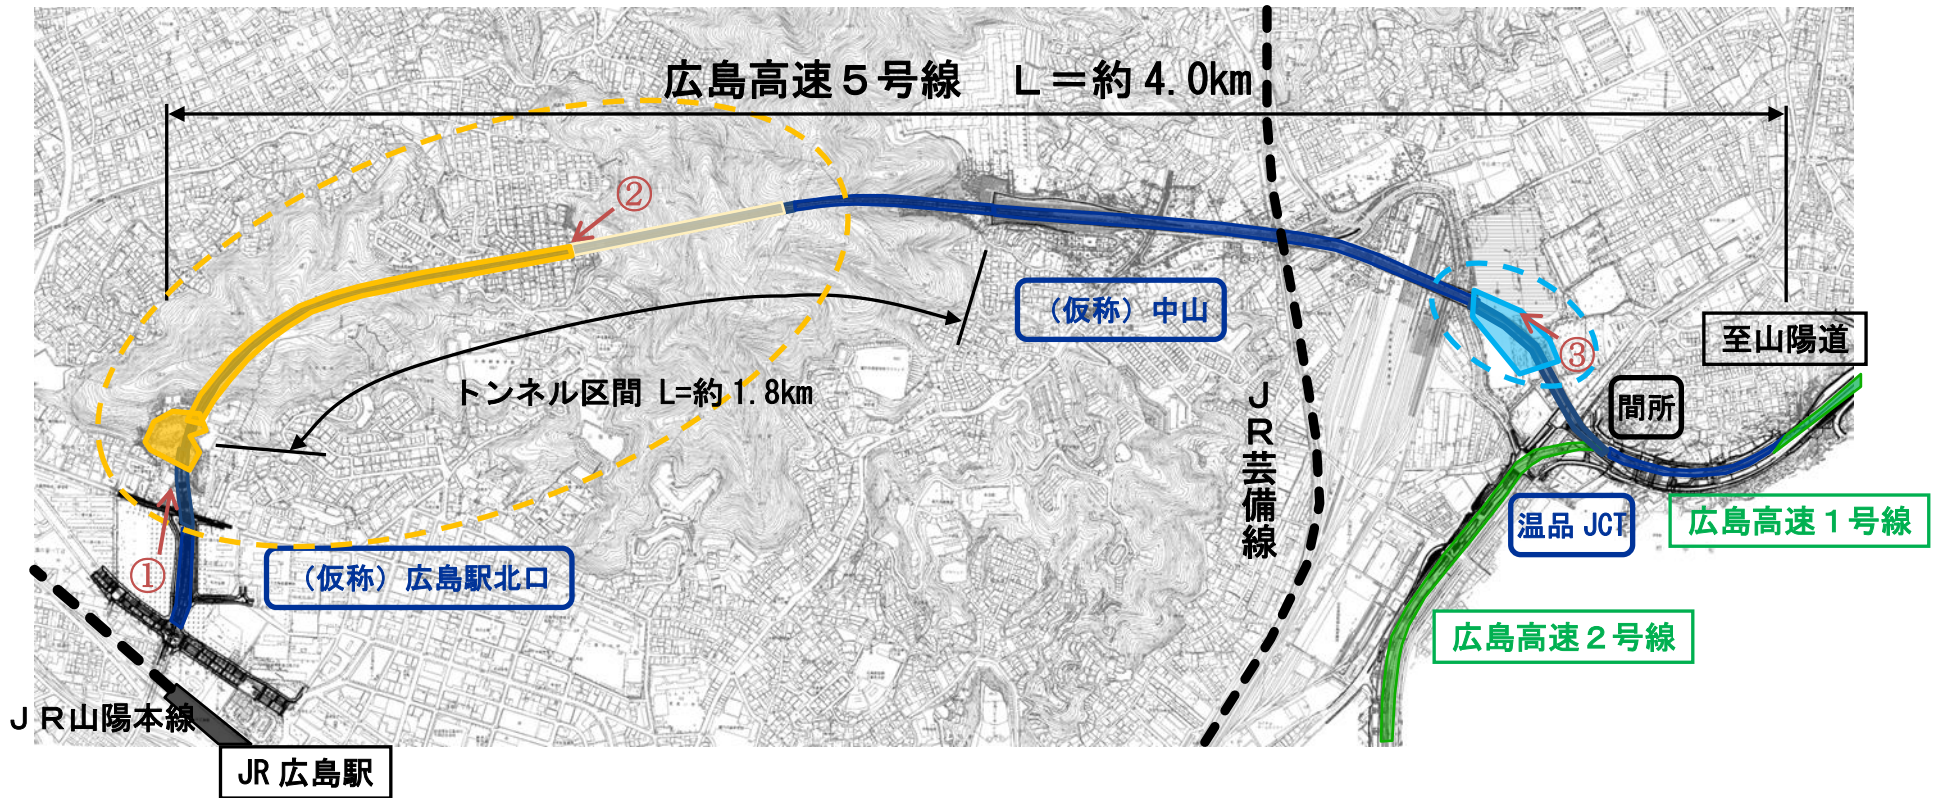 広島高速５号線　Ｌ＝約4.0km
②
（仮称）中山
③
至山陽道
トンネル区間 L=約1.8km
ＪＲ芸備線
間所
温品 JCT
広島高速１号線
①
（仮称）広島駅北口
広島高速２号線
ＪＲ山陽本線
JR 広島駅